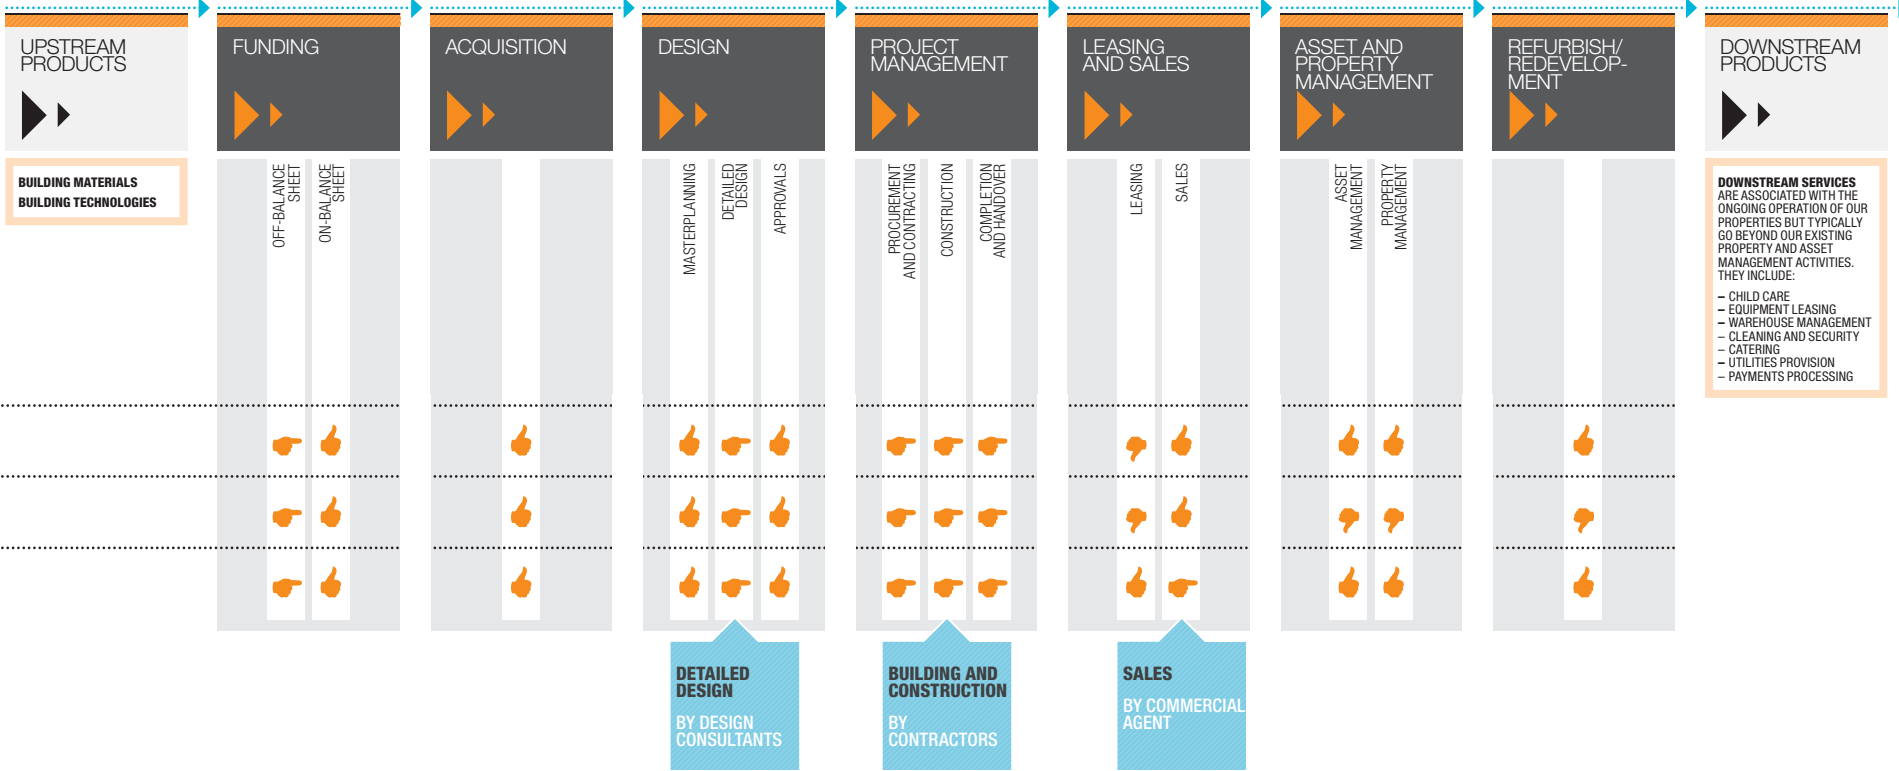 UPSTREAM
PRODUCTS
FUNDING
ACQUISITION
DESIGN
PROJECT
MANAGEMENT
LEASING
AND SALES
ASSET AND
PROPERTY
MANAGEMENT
REFURBISH/
REDEVELOP-
MENT
DOWNSTREAM
PRODUCTS
BUILDING MATERIALS
BUILDING TECHNOLOGIES
OFF-BALANCE
SHEET
ON-BALANCE
SHEET
MASTERPLANNING
DETAILED
DESIGN
APPROVALS
PROCUREMENT
AND CONTRACTING
CONSTRUCTION
COMPLETION
AND HANDOVER
LEASING
SALES
ASSET
MANAGEMENT
PROPERTY
MANAGEMENT
DOWNSTREAM SERVICES
ARE ASSOCIATED WITH THE
ONGOING OPERATION OF OUR
PROPERTIES BUT TYPICALLY
GO BEYOND OUR EXISTING
PROPERTY AND ASSET
MANAGEMENT ACTIVITIES.
THEY INCLUDE:
– CHILD CARE
– EQUIPMENT LEASING
– WAREHOUSE MANAGEMENT
– CLEANING AND SECURITY
– CATERING
– UTILITIES PROVISION
– PAYMENTS PROCESSING
DETAILED
DESIGN
BY DESIGN
CONSULTANTS
BUILDING AND
CONSTRUCTION
BY
CONTRACTORS
SALES
BY COMMERCIAL
AGENT